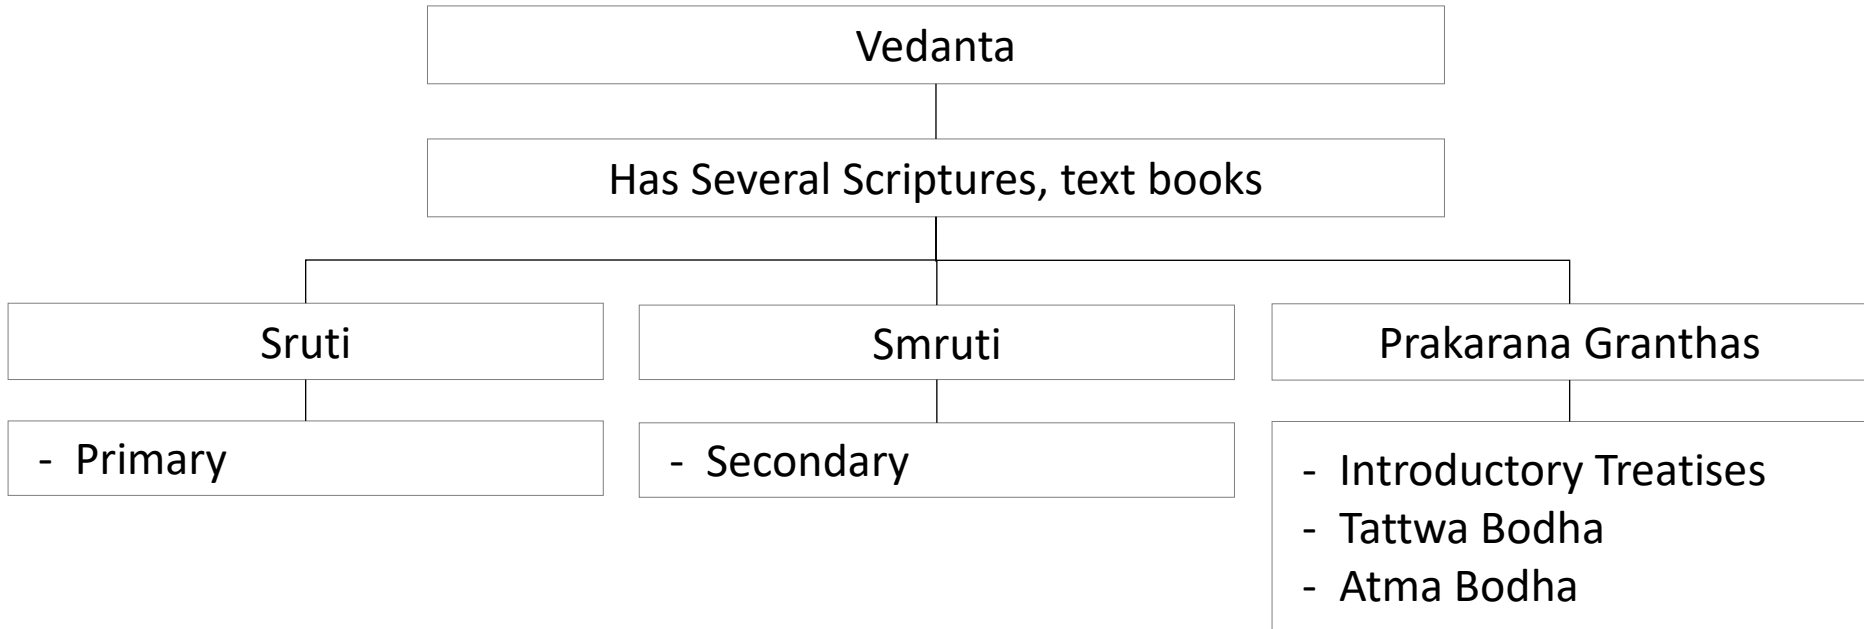 Vedanta
Has Several Scriptures, text books
Sruti
Smruti
Prakarana Granthas
- Primary
- Secondary
- Introductory Treatises
- Tattwa Bodha
- Atma Bodha